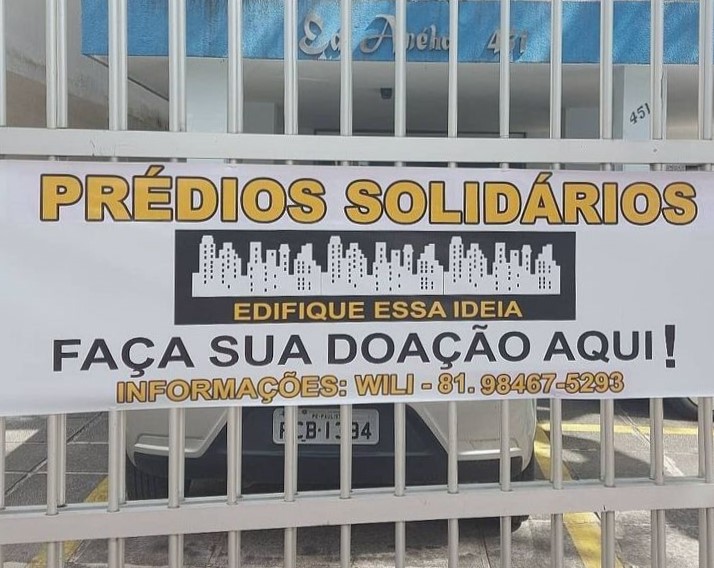 451
451
PRÉDIOS SOLIDÁRIOS
EDIFIQUE ESSA IDEIA
FAÇA SUA DOAÇÃO AQUI!
INFORMAÇÕES: WILI - 81. 98467-5293